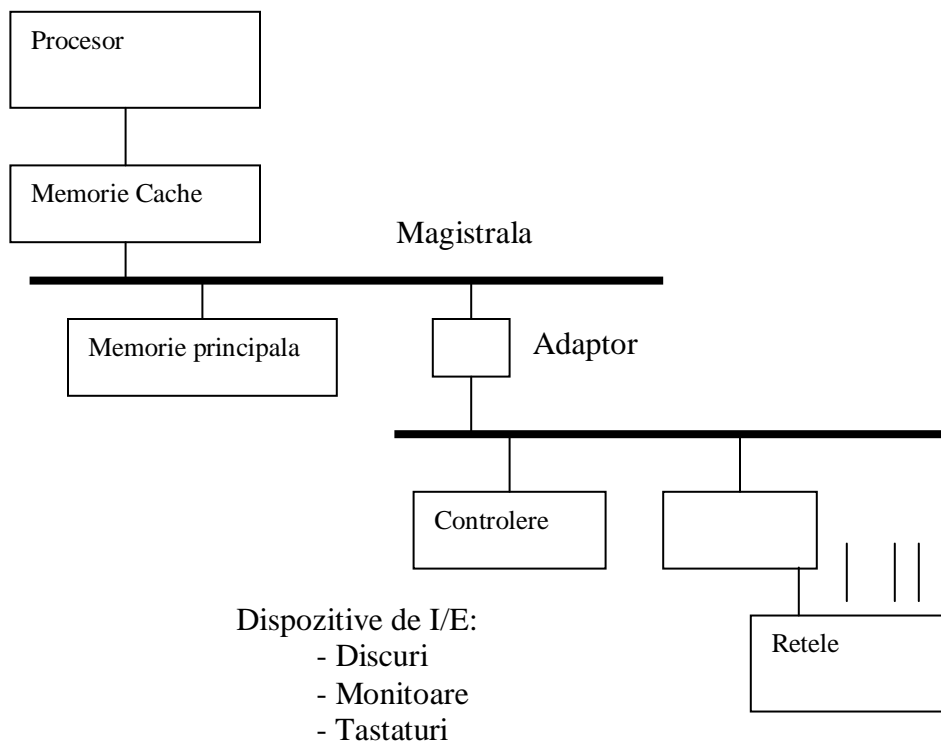 Procesor
Memorie Cache
Magistrala
Memorie principala
Adaptor
Controlere
Dispozitive de I/E:
- Discuri
- Monitoare
- Tastaturi
Retele